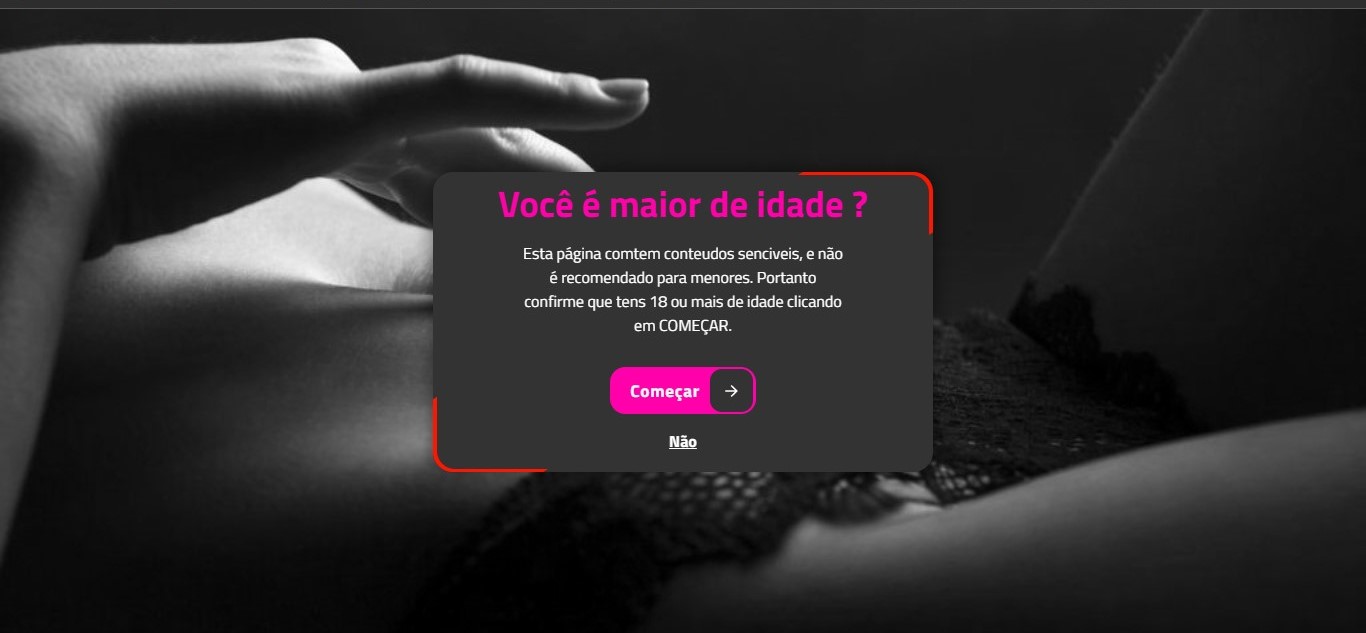 Você é maior de idade ?
Esta página comtem conteudos senciveis, e não
é recomendado para menores. Portanto
confirme que tens 18 ou mais de idade clicando
em COMEÇAR.
Começar
Não